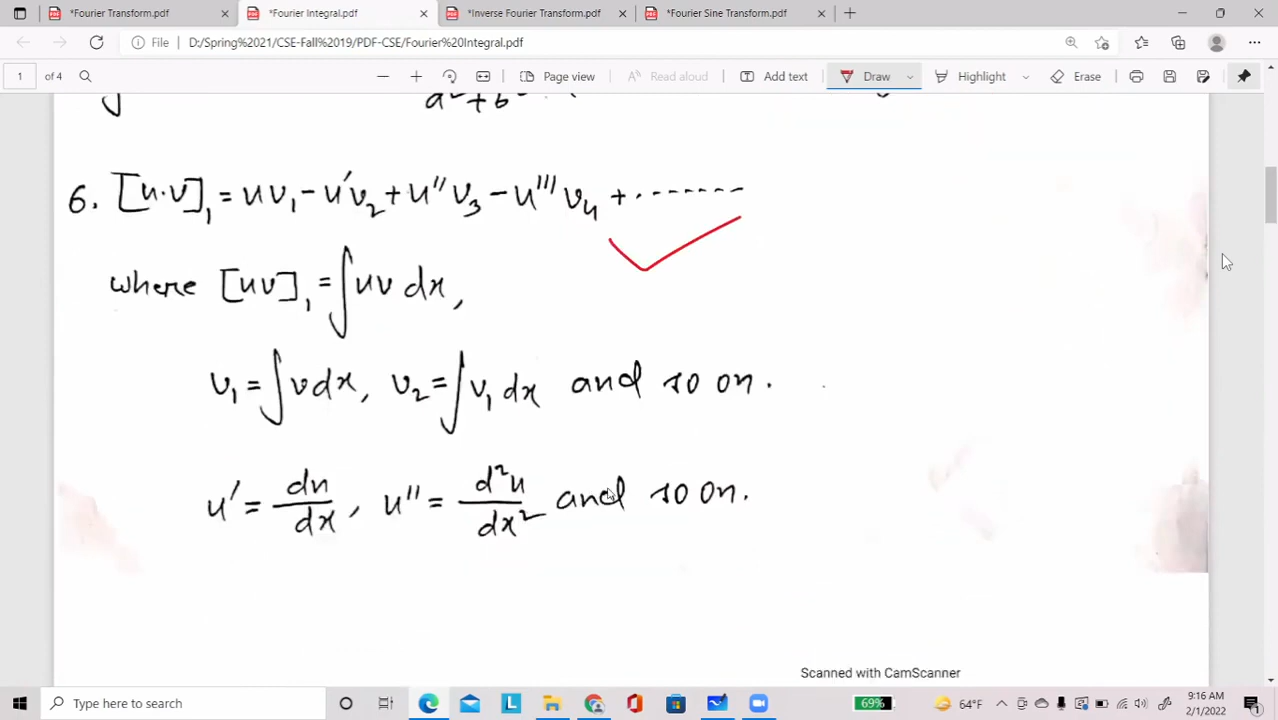 *Fourier Transform.pdf *Fourier Integral.pdf *Inverse Fourier Transform.pdf *Fourier Sine Transform.pdf
File D:/Spring%2021/CSE-Fall%2019/PDF-CSE/Fourier%20Integral.pdf
1 of 4 Page view Read aloud Add text Draw Highlight Erase
a²+b²
6. [u·v]₁ = uv₁ - u'v₂ + u''v₃ - u'''v₄ + .-------
where [uv]₁ = ∫uv dx,
v₁ = ∫v dx, v₂ = ∫v₁ dx and so on.
u' = du/dx, u'' = d²u/dx² and so on.
Scanned with CamScanner
Type here to search 69% 64°F 9:16 AM
2/1/2022